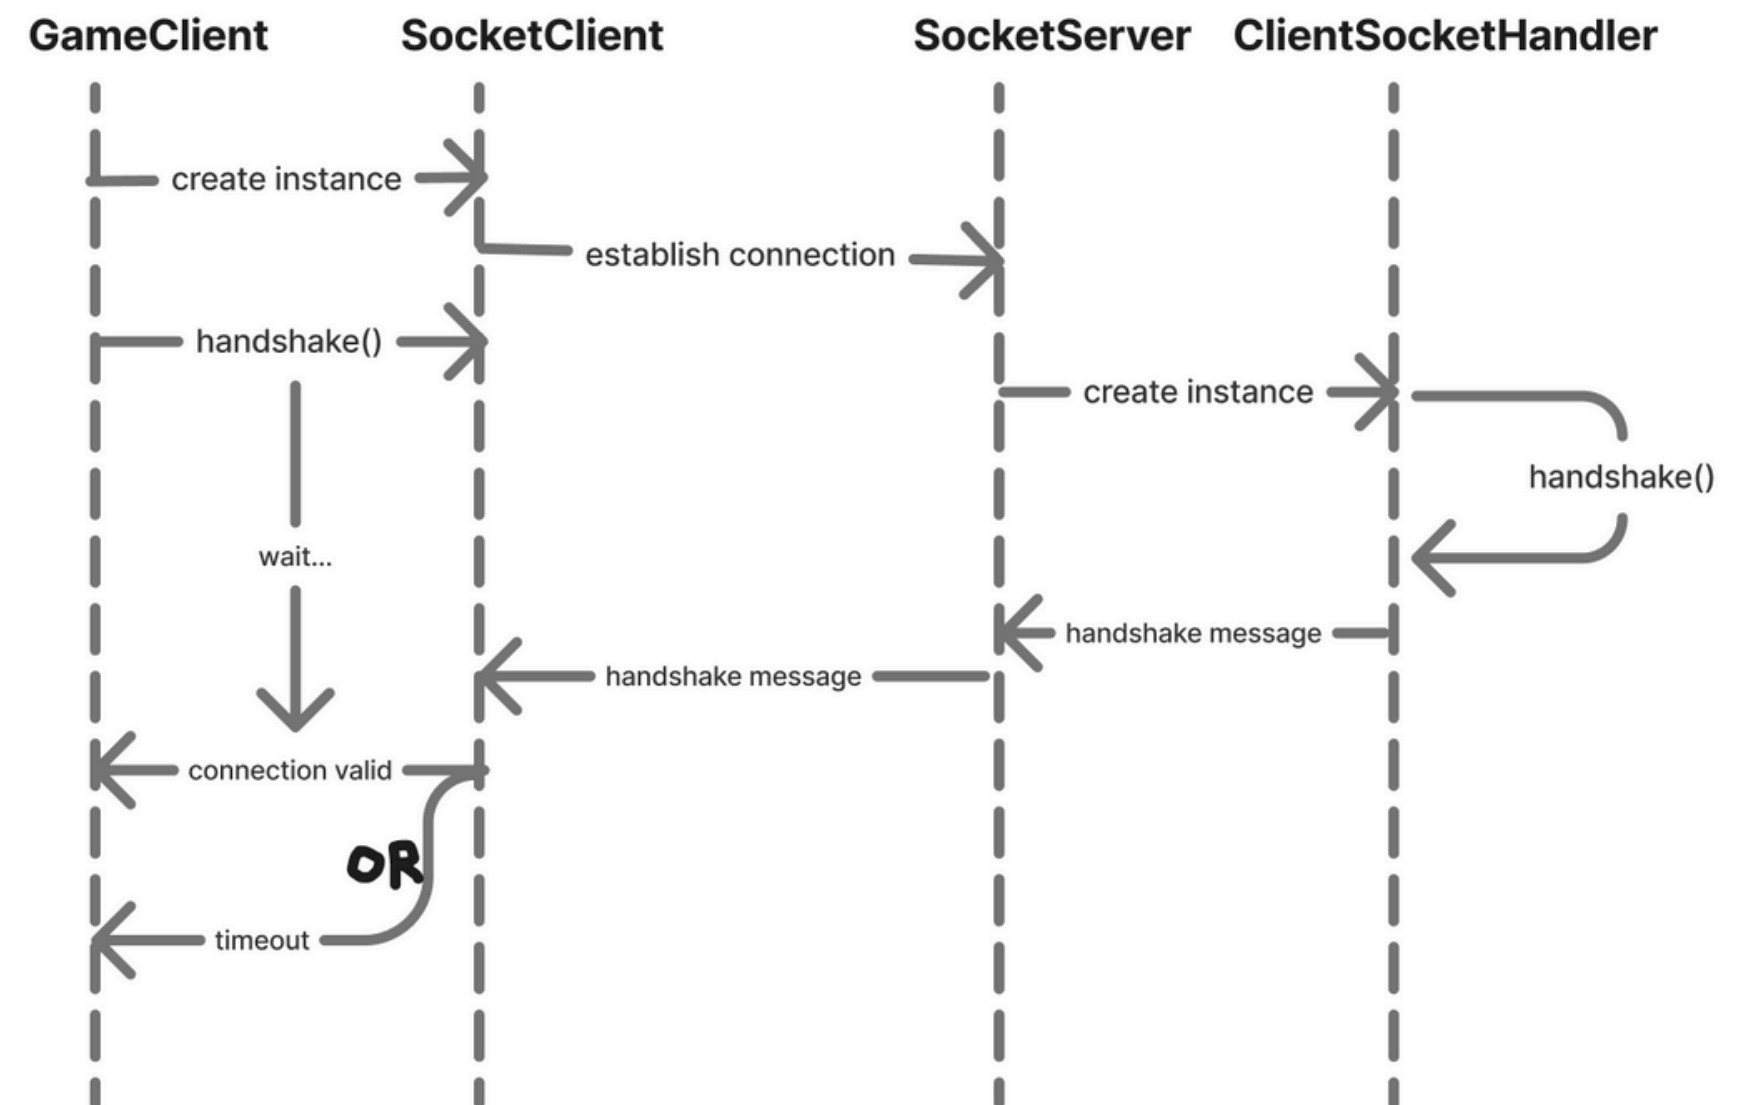 GameClient
SocketClient
SocketServer
ClientSocketHandler
create instance
establish connection
handshake()
create instance
handshake()
wait...
handshake message
handshake message
connection valid
OR
timeout